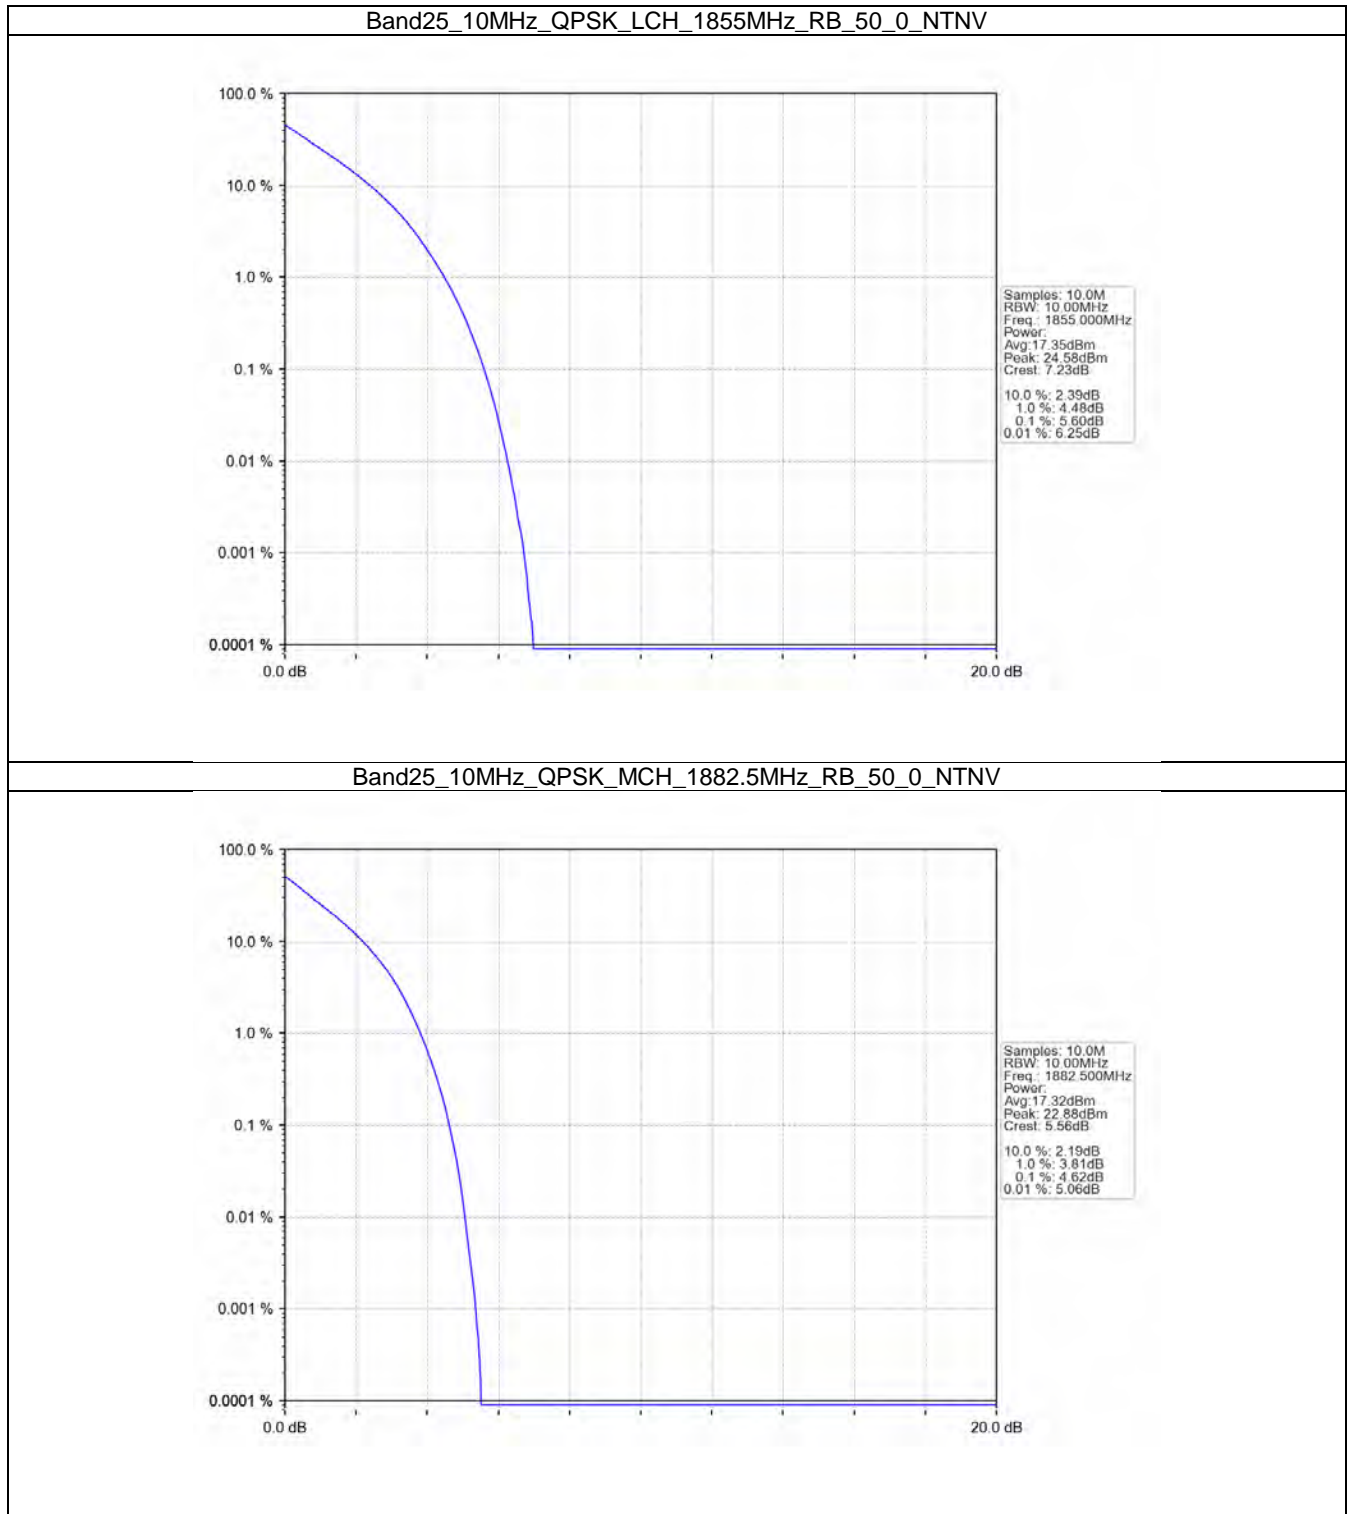 Band25_10MHz_QPSK_LCH_1855MHz_RB_50_0_NTNV
100.0 %
10.0 %
1.0 %
0.1 %
0.01 %
0.001 %
0.0001 %
0.0 dB
20.0 dB
Samples: 10.0M
RBW: 10.00MHz
Freq.: 1855.000MHz
Power:
Avg:17.35dBm
Peak: 24.58dBm
Crest: 7.23dB
10.0 %: 2.39dB
1.0 %: 4.48dB
0.1 %: 5.60dB
0.01 %: 6.25dB
Band25_10MHz_QPSK_MCH_1882.5MHz_RB_50_0_NTNV
100.0 %
10.0 %
1.0 %
0.1 %
0.01 %
0.001 %
0.0001 %
0.0 dB
20.0 dB
Samples: 10.0M
RBW: 10.00MHz
Freq.: 1882.500MHz
Power:
Avg:17.32dBm
Peak: 22.88dBm
Crest: 5.56dB
10.0 %: 2.19dB
1.0 %: 3.81dB
0.1 %: 4.62dB
0.01 %: 5.06dB